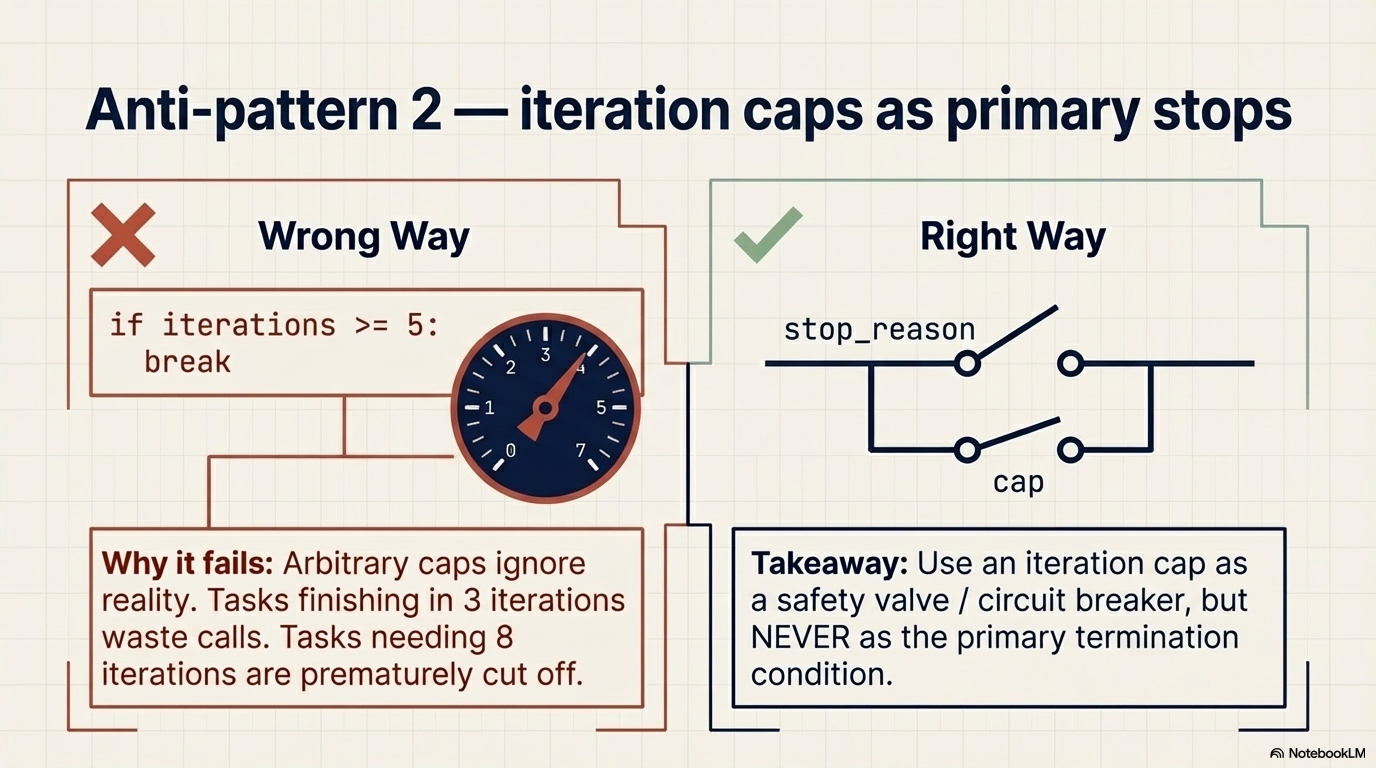 Anti-pattern 2 — iteration caps as primary stops
Wrong Way
if iterations >= 5:
break
0
1
2
3
4
5
7
Why it fails: Arbitrary caps ignore
reality. Tasks finishing in 3 iterations
waste calls. Tasks needing 8
iterations are prematurely cut off.
Right Way
stop_reason
cap
Takeaway: Use an iteration cap as
a safety valve / circuit breaker, but
NEVER as the primary termination
condition.
NotebookLM